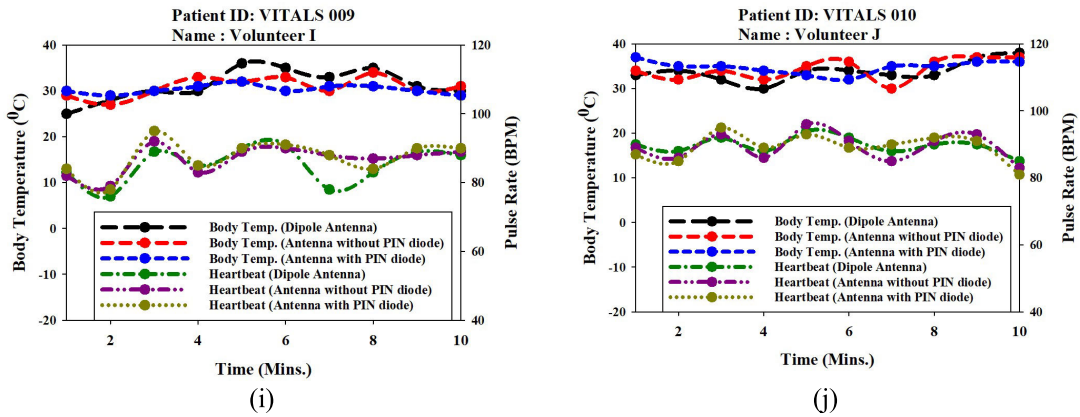 Patient ID: VITALS 009
Name : Volunteer I
40
30
20
10
0
-10
-20
Body Temperature (⁰C)
120
100
80
60
40
Pulse Rate (BPM)
Body Temp. (Dipole Antenna)
Body Temp. (Antenna without PIN diode)
Body Temp. (Antenna with PIN diode)
Heartbeat (Dipole Antenna)
Heartbeat (Antenna without PIN diode)
Heartbeat (Antenna with PIN diode)
2 4 6 8 10
Time (Mins.)
(i)
Patient ID: VITALS 010
Name : Volunteer J
40
30
20
10
0
-10
-20
Body Temperature (⁰C)
120
100
80
60
40
Pulse Rate (BPM)
Body Temp. (Dipole Antenna)
Body Temp. (Antenna without PIN diode)
Body Temp. (Antenna with PIN diode)
Heartbeat (Dipole Antenna)
Heartbeat (Antenna without PIN diode)
Heartbeat (Antenna with PIN diode)
2 4 6 8 10
Time (Mins.)
(j)